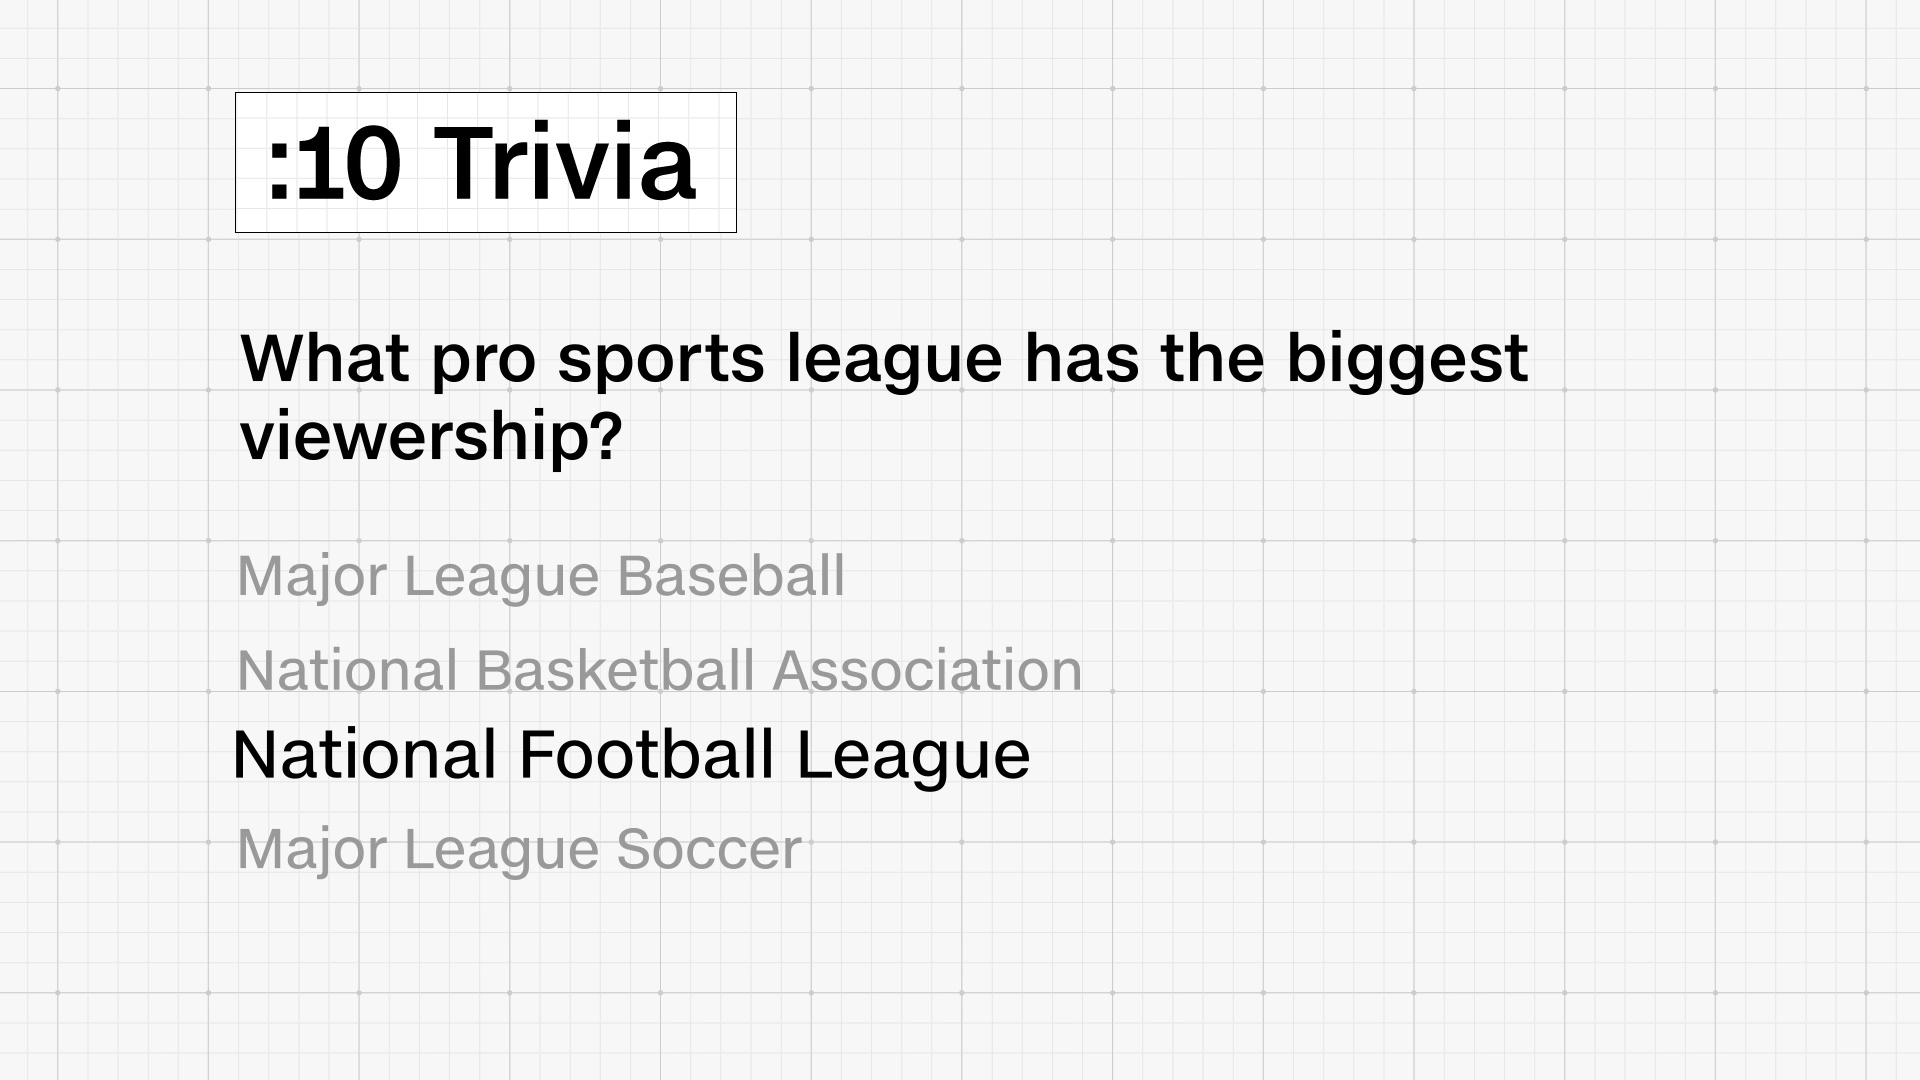 :10 Trivia
What pro sports league has the biggest
viewership?
Major League Baseball
National Basketball Association
National Football League
Major League Soccer